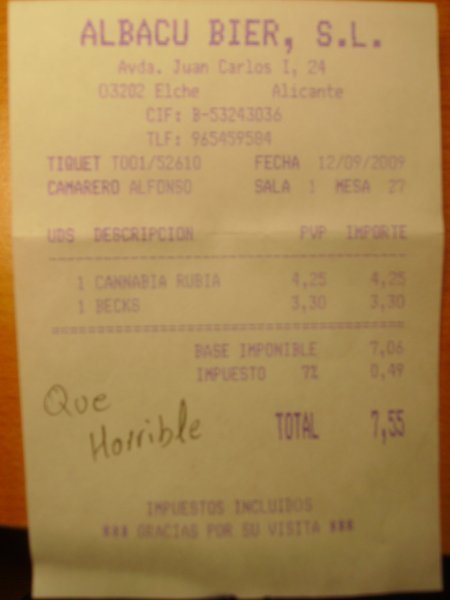 ALBACU BIER, S.L.
Avda. Juan Carlos I, 24
03202 Elche Alicante
CIF: B-53243036
TLF: 965459584
TIQUET T001/52610 FECHA 12/09/2009
CAMARERO ALFONSO SALA 1 MESA 27
UDS DESCRIPCION PVP IMPORTE
1 CANNABIA RUBIA 4,25 4,25
1 BECKS 3,30 3,30
BASE IMPONIBLE 7,06
IMPUESTO 7% 0,49
TOTAL 7,55
Que
Horrible
IMPUESTOS INCLUIDOS
*** GRACIAS POR SU VISITA ***